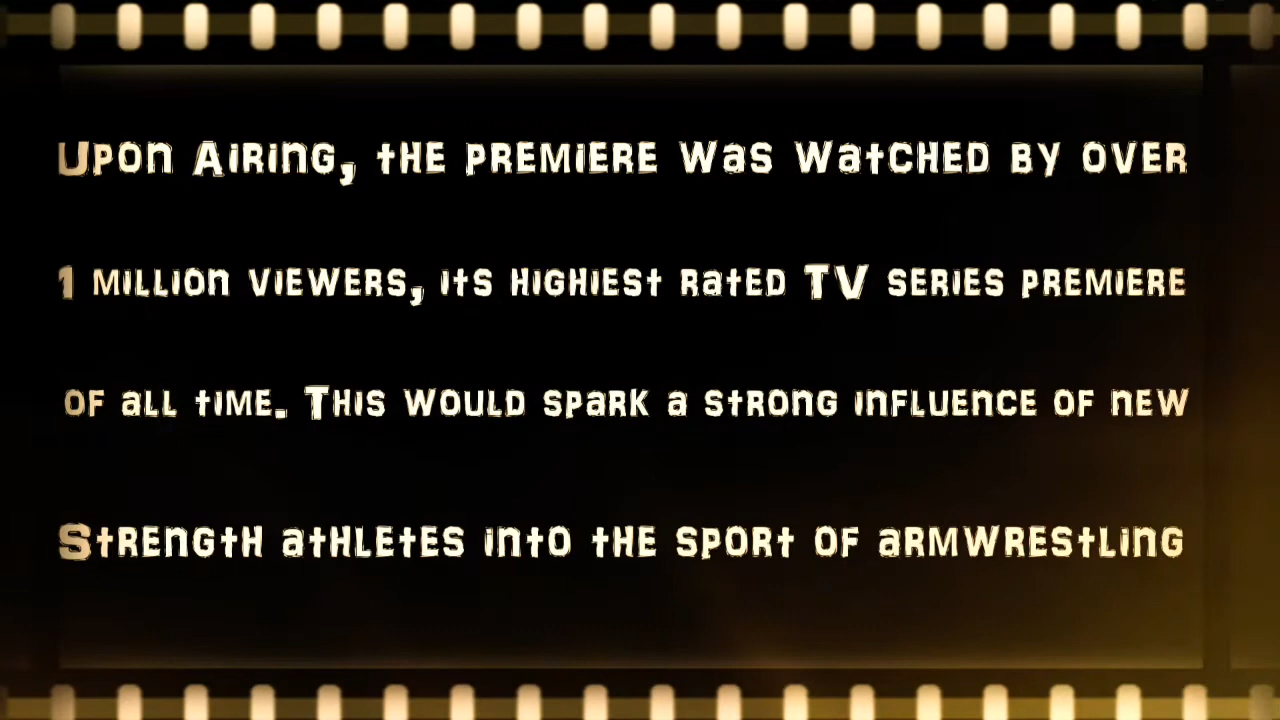 Upon Airing, the premiere was watched by over
1 million viewers, its highiest rated TV series premiere
of all time. This would spark a strong influence of new
Strength athletes into the sport of armwrestling